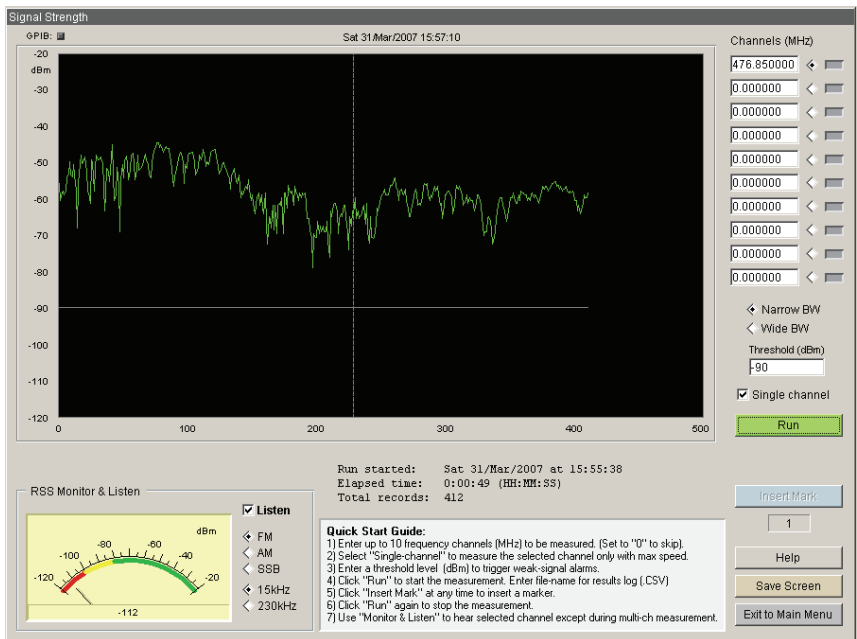 Signal Strength
GPIB:
Sat 31/Mar/2007 15:57:10
-20
dBm
-30
-40
-50
-60
-70
-80
-90
-100
-110
-120
0 100 200 300 400 500
Channels (MHz)
476.850000
0.000000
0.000000
0.000000
0.000000
0.000000
0.000000
0.000000
0.000000
0.000000
Narrow BW
Wide BW
Threshold (dBm)
-90
Single channel
Run
Run started: Sat 31/Mar/2007 at 15:55:38
Elapsed time: 0:00:49 (HH:MM:SS)
Total records: 412
RSS Monitor & Listen
dBm
-120 -100 -80 -60 -40 -20
-112
Listen
FM
AM
SSB
15kHz
230kHz
Quick Start Guide:
1) Enter up to 10 frequency channels (MHz) to be measured. (Set to "0" to skip).
2) Select "Single-channel" to measure the selected channel only with max speed.
3) Enter a threshold level (dBm) to trigger weak-signal alarms.
4) Click "Run" to start the measurement. Enter file-name for results log (.CSV)
5) Click "Insert Mark" at any time to insert a marker.
6) Click "Run" again to stop the measurement.
7) Use "Monitor & Listen" to hear selected channel except during multi-ch measurement.
Insert Mark
1
Help
Save Screen
Exit to Main Menu